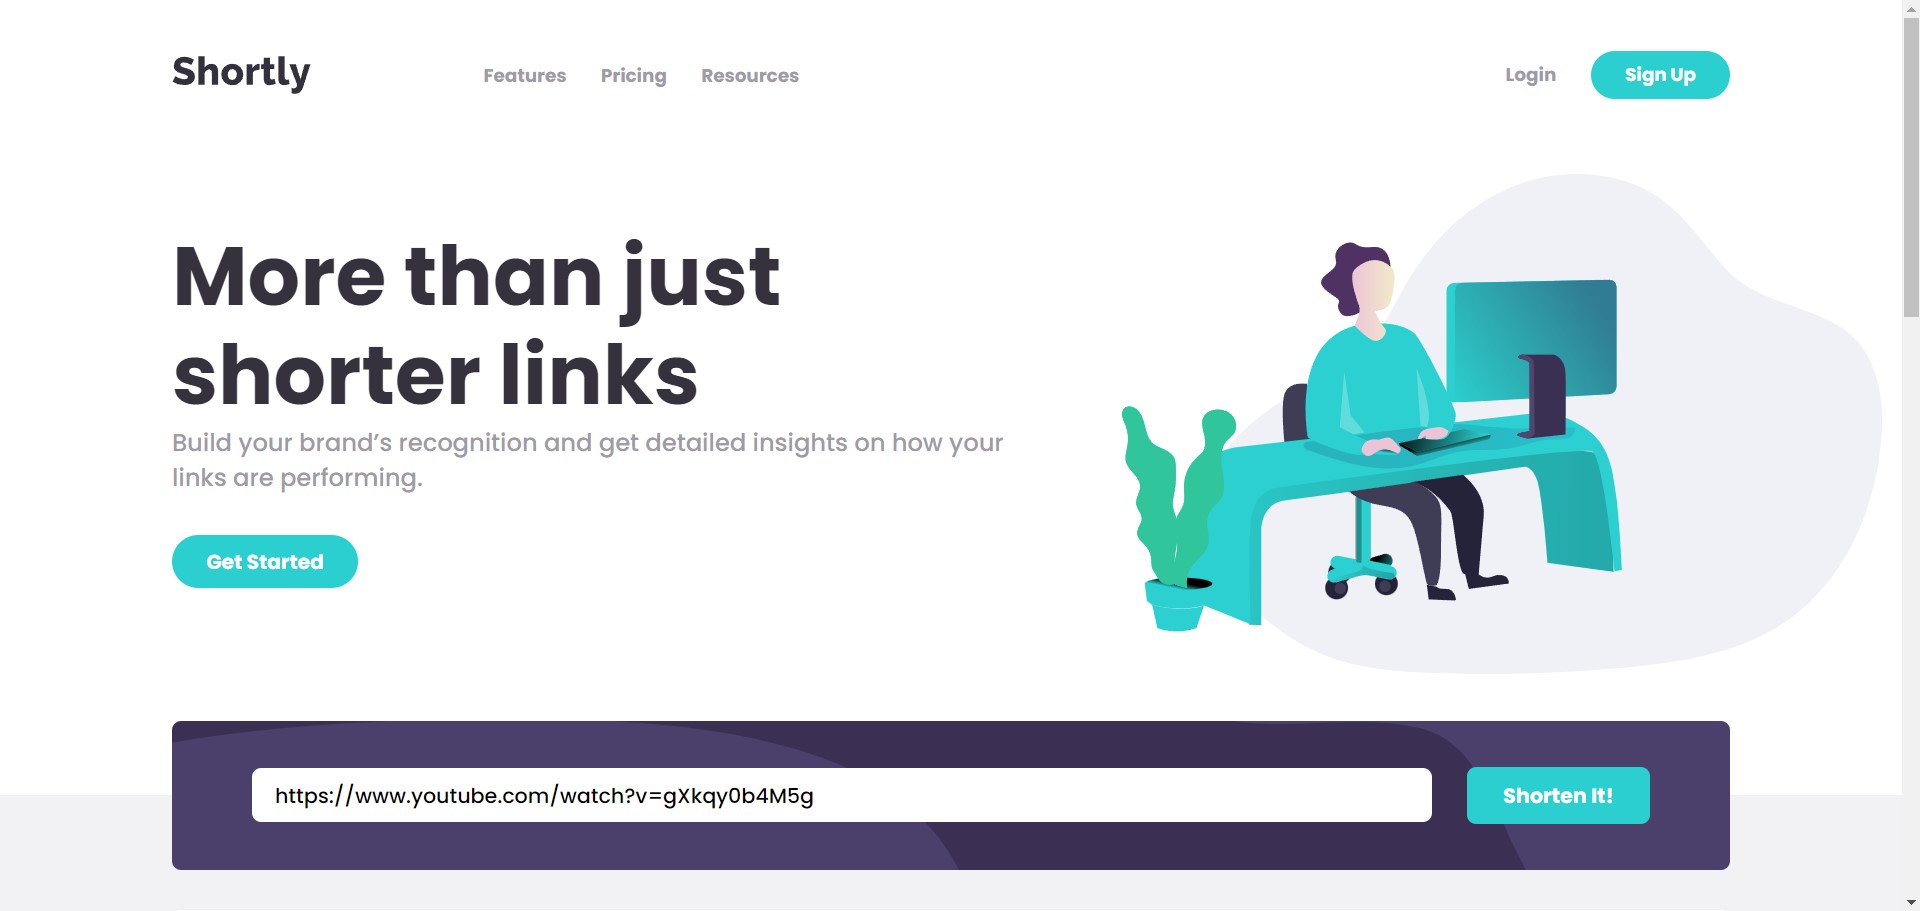 Shortly
Features
Pricing
Resources
Login
Sign Up
More than just
shorter links
Build your brand’s recognition and get detailed insights on how your
links are performing.
Get Started
https://www.youtube.com/watch?v=gXkqy0b4M5g
Shorten It!